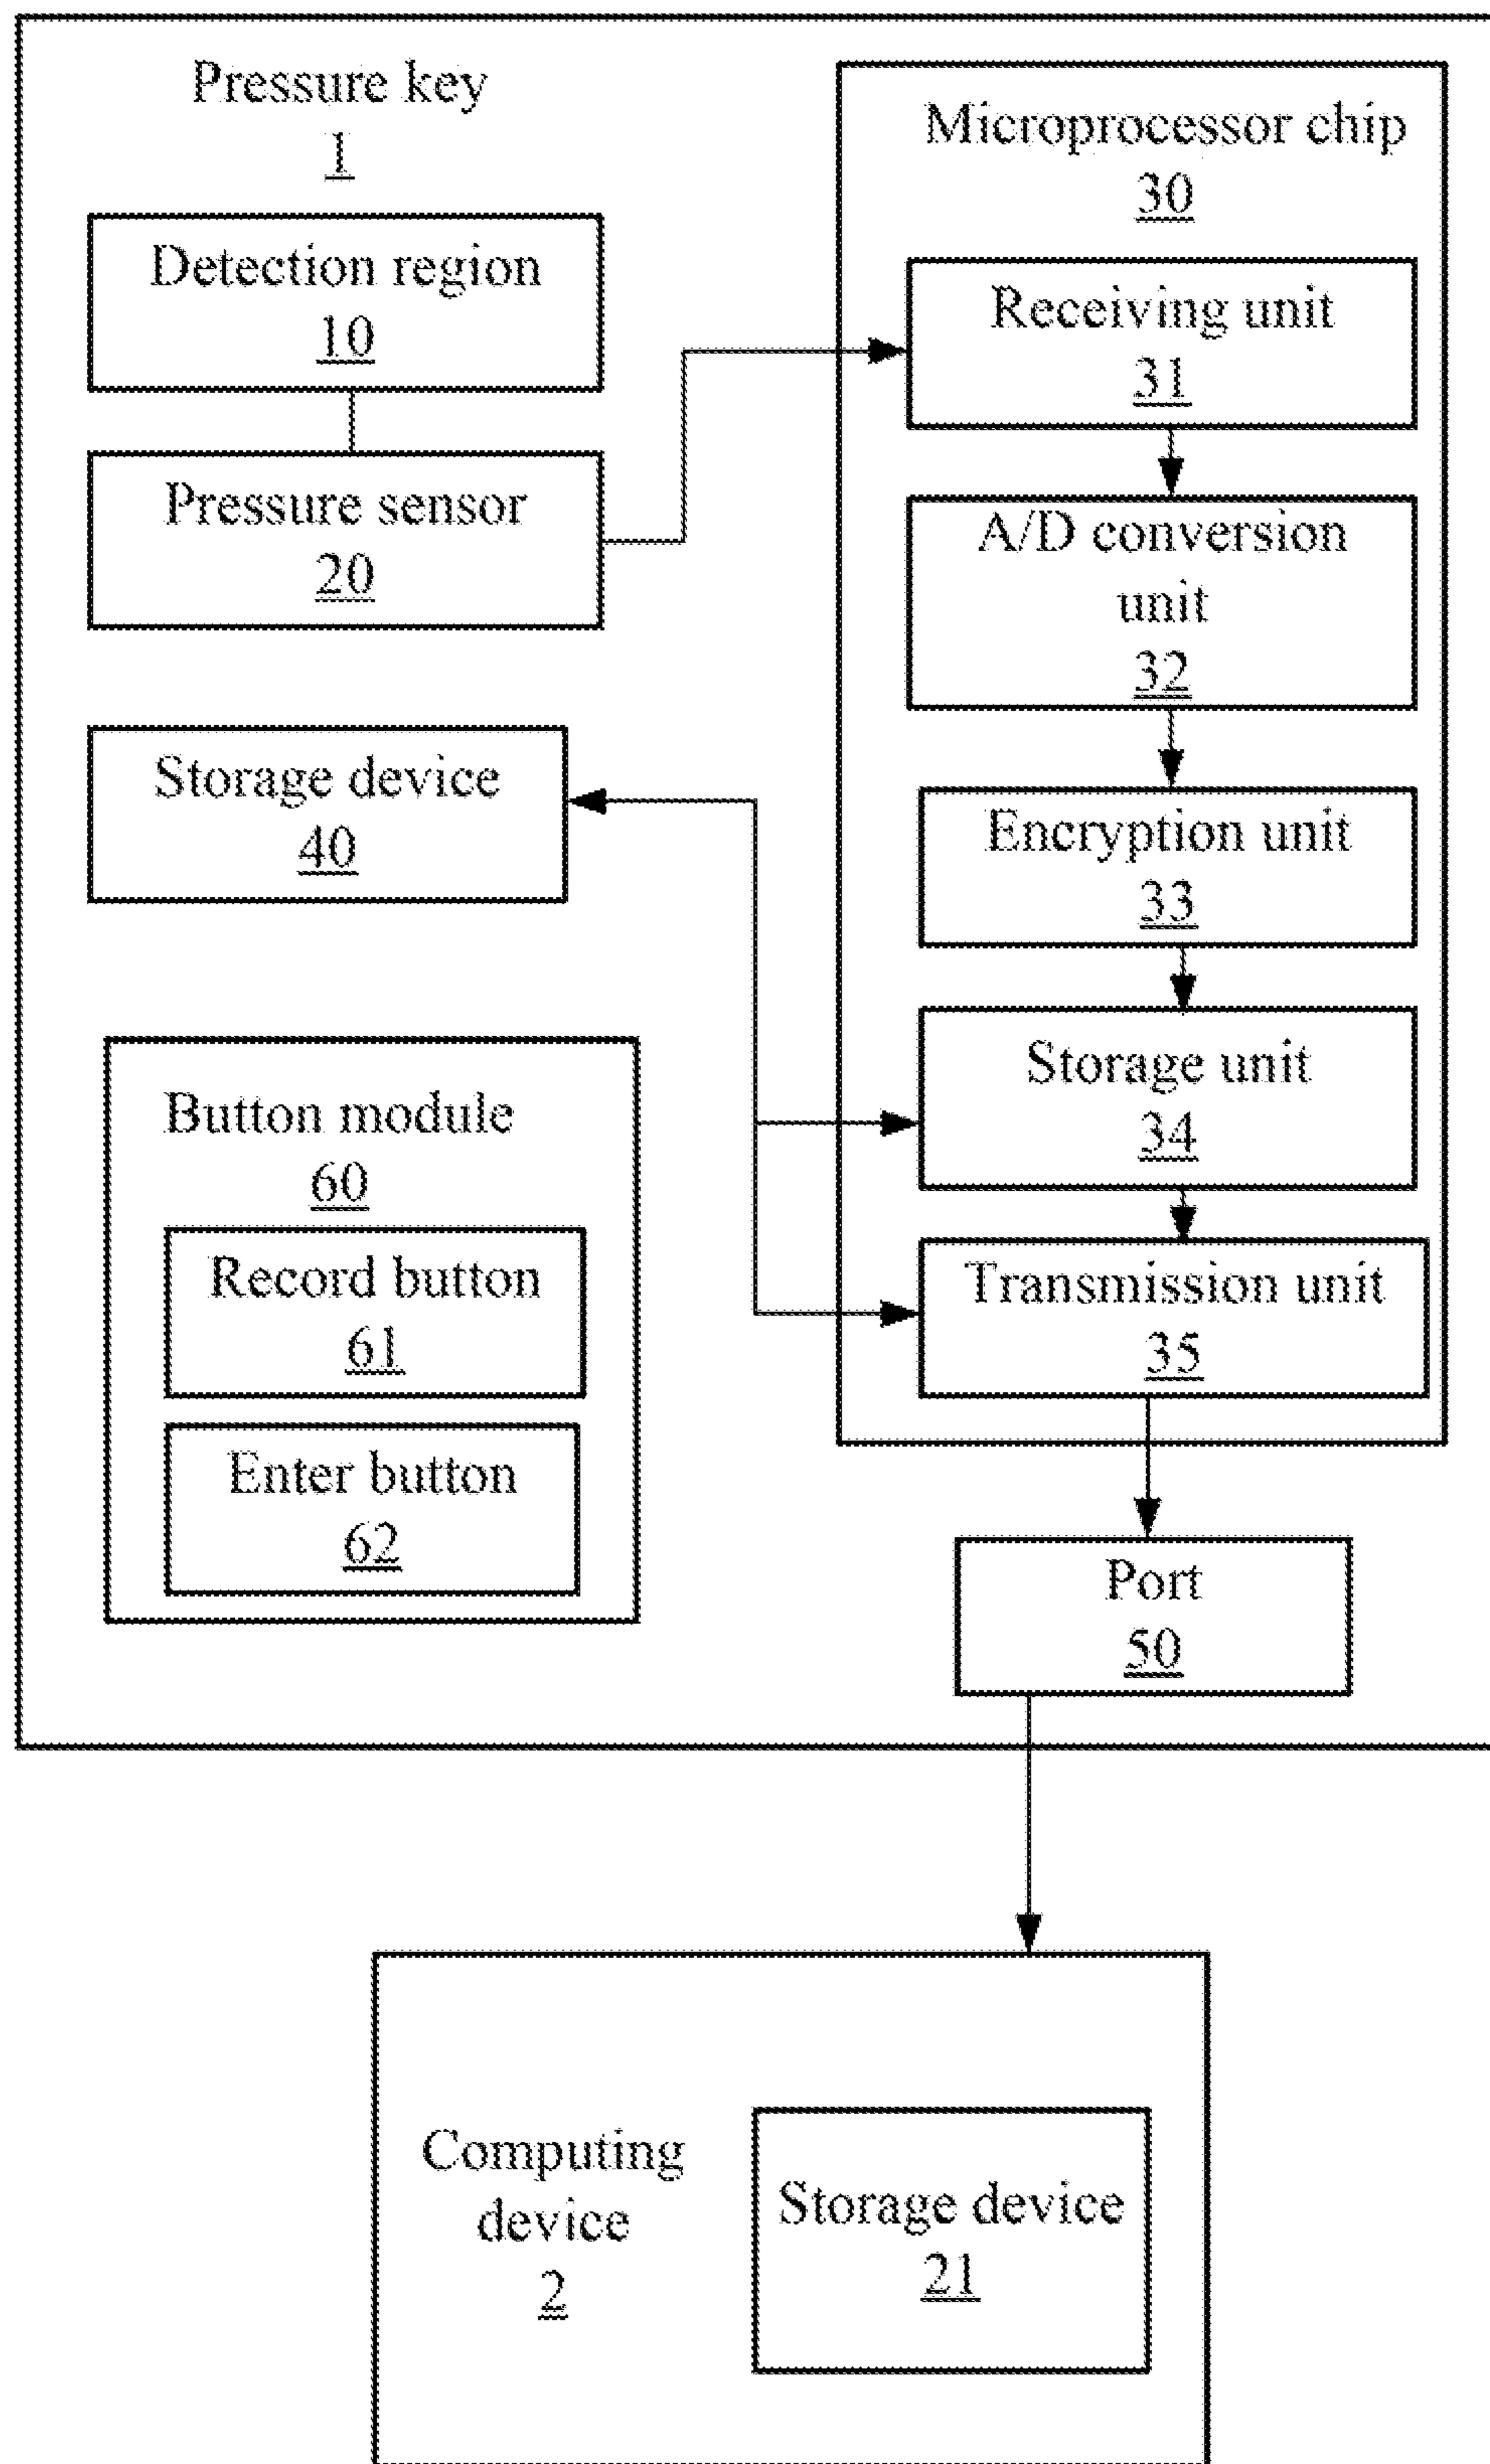 Pressure key
1
Detection region
10
Pressure sensor
20
Storage device
40
Button module
60
Record button
61
Enter button
62
Microprocessor chip
30
Receiving unit
31
A/D conversion
unit
32
Encryption unit
33
Storage unit
34
Transmission unit
35
Port
50
Computing
device
2
Storage device
21